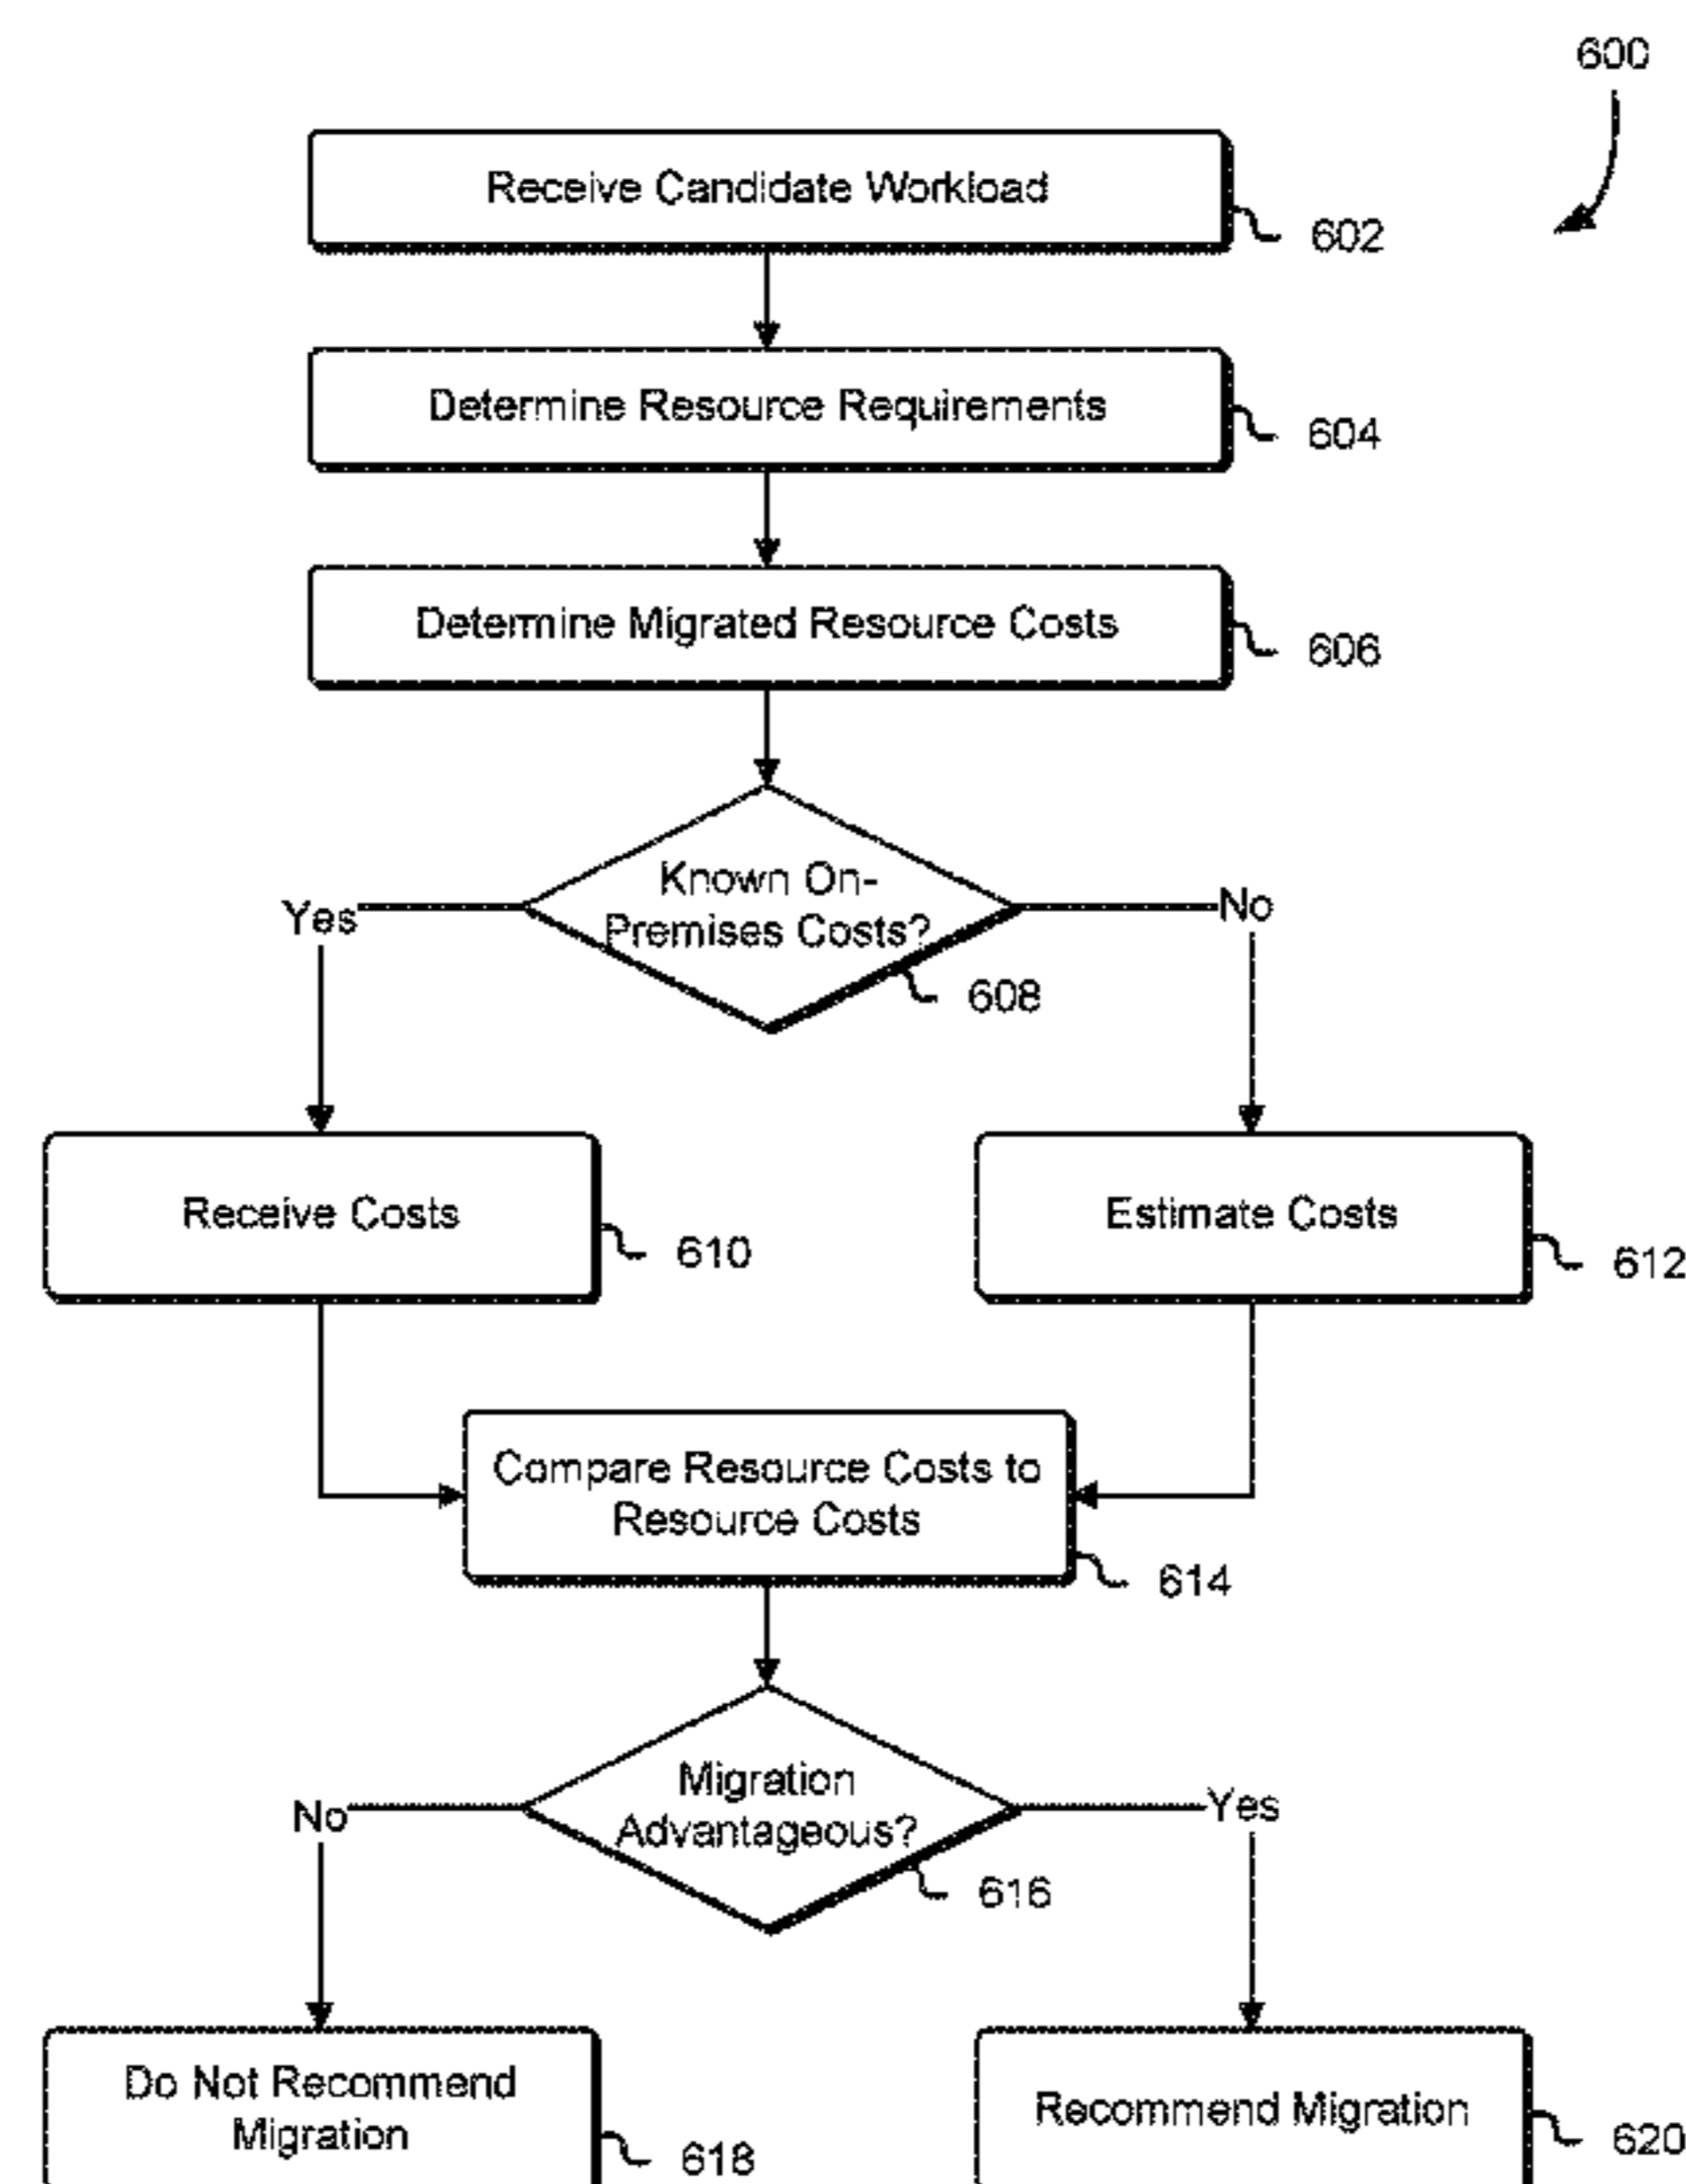 600
Receive Candidate Workload
602
Determine Resource Requirements
604
Determine Migrated Resource Costs
606
Known On-
Premises Costs?
Yes
No
608
Receive Costs
610
Estimate Costs
612
Compare Resource Costs to
Resource Costs
614
Migration
Advantageous?
No
Yes
616
Do Not Recommend
Migration
618
Recommend Migration
620